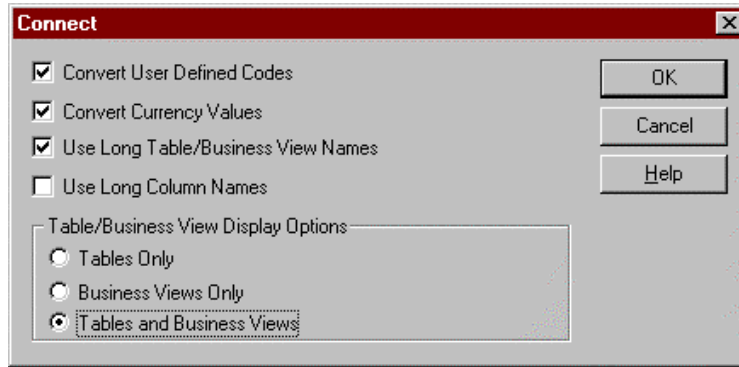 Connect
Convert User Defined Codes
Convert Currency Values
Use Long Table/Business View Names
Use Long Column Names
Table/Business View Display Options
Tables Only
Business Views Only
Tables and Business Views
OK
Cancel
Help